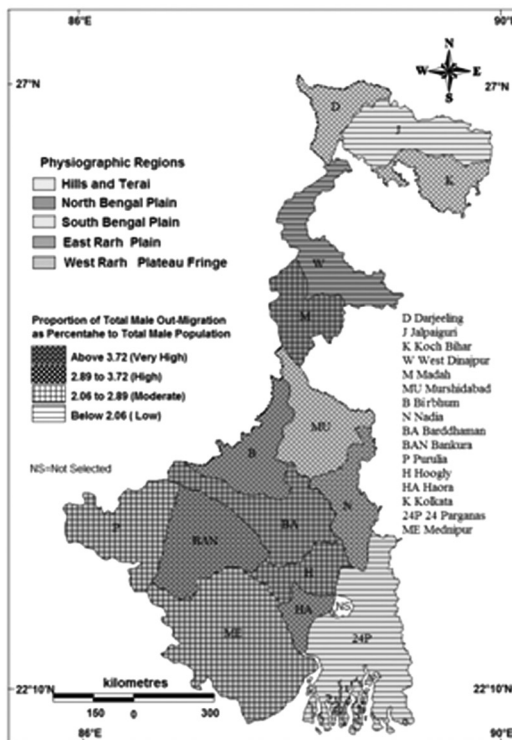 86°E
90°E
N
W E
S
27°N
27°N
D
J
K
Physiographic Regions
Hills and Terai
North Bengal Plain
South Bengal Plain
East Rarh Plain
West Rarh Plateau Fringe
W
M
Proportion of Total Male Out-Migration
as Percentahe to Total Male Population
Above 3.72 (Very High)
2.89 to 3.72 (High)
2.06 to 2.89 (Moderate)
Below 2.06 ( Low)
NS=Not Selected
D Darjeeling
J Jalpaiguri
K Koch Bihar
W West Dinajpur
M Madah
MU Murshidabad
B Birbhum
N Nadia
BA Barddhaman
BAN Bankura
P Purulia
H Hoogly
HA Haora
K Kolkata
24P 24 Parganas
ME Mednipur
MU
B
N
P
BA
BAN
H
HA
NS
ME
24P
kilometres
150 0 300
22°10'N
22°10'N
86°E
90°E